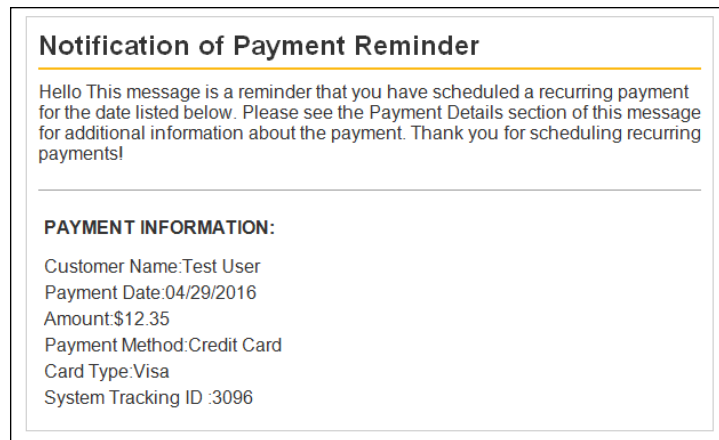 Notification of Payment Reminder
Hello This message is a reminder that you have scheduled a recurring payment
for the date listed below. Please see the Payment Details section of this message
for additional information about the payment. Thank you for scheduling recurring
payments!
PAYMENT INFORMATION:
Customer Name:Test User
Payment Date:04/29/2016
Amount:$12.35
Payment Method:Credit Card
Card Type:Visa
System Tracking ID :3096